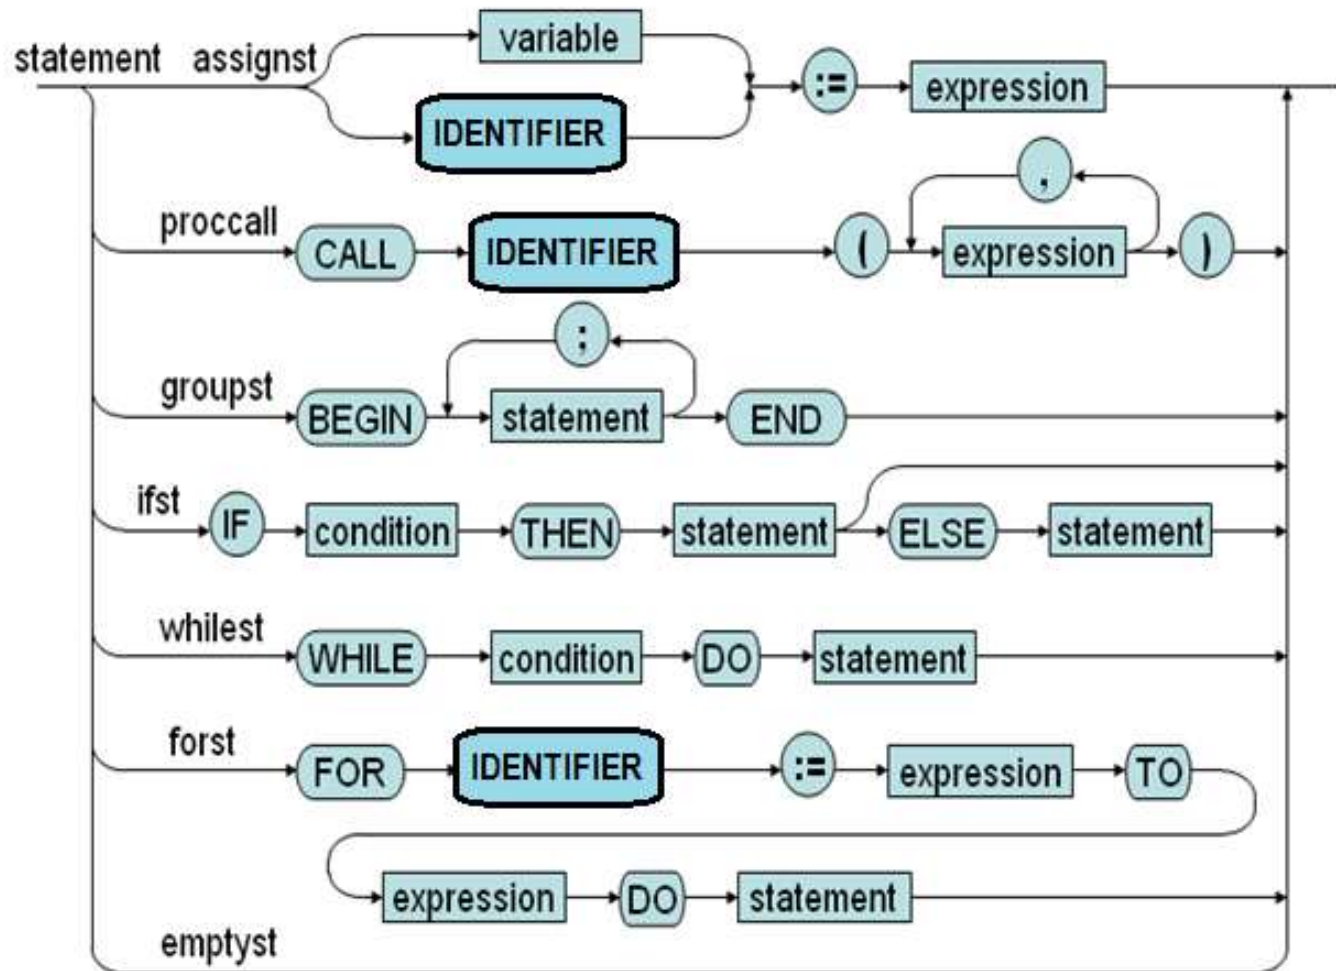 variable
statement assignst := expression
IDENTIFIER
,
proccall CALL IDENTIFIER ( expression )
;
groupst BEGIN statement END
ifst IF condition THEN statement ELSE statement
whilest WHILE condition DO statement
forst FOR IDENTIFIER := expression TO
expression DO statement
emptyst